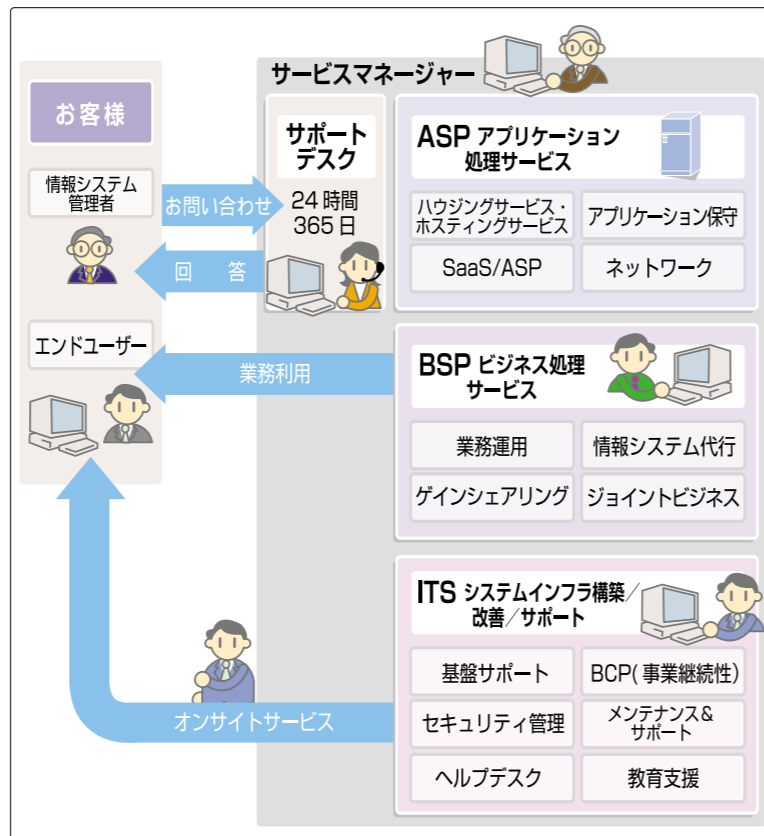 お客様
情報システム
管理者
エンドユーザー
お問い合わせ
回　答
業務利用
オンサイトサービス
サービスマネージャー
サポート
デスク
24時間
365日
ASP アプリケーション
処理サービス
ハウジングサービス・
ホスティングサービス
アプリケーション保守
SaaS/ASP
ネットワーク
BSP ビジネス処理
サービス
業務運用
情報システム代行
ゲインシェアリング
ジョイントビジネス
ITS システムインフラ構築/
改善/サポート
基盤サポート
BCP(事業継続性)
セキュリティ管理
メンテナンス&
サポート
ヘルプデスク
教育支援